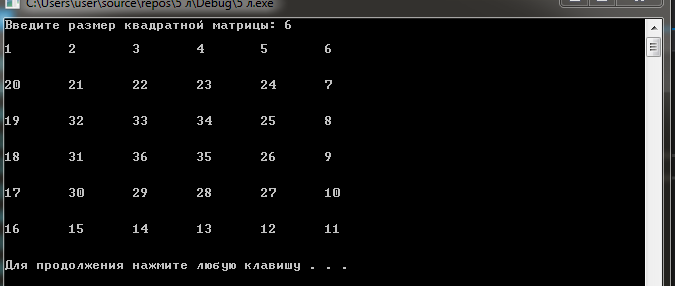 C:\Users\user\source\repos\5 л\Debug\5 л.exe
Введите размер квадратной матрицы: 6
1 2 3 4 5 6
20 21 22 23 24 7
19 32 33 34 25 8
18 31 36 35 26 9
17 30 29 28 27 10
16 15 14 13 12 11
Для продолжения нажмите любую клавишу . . .